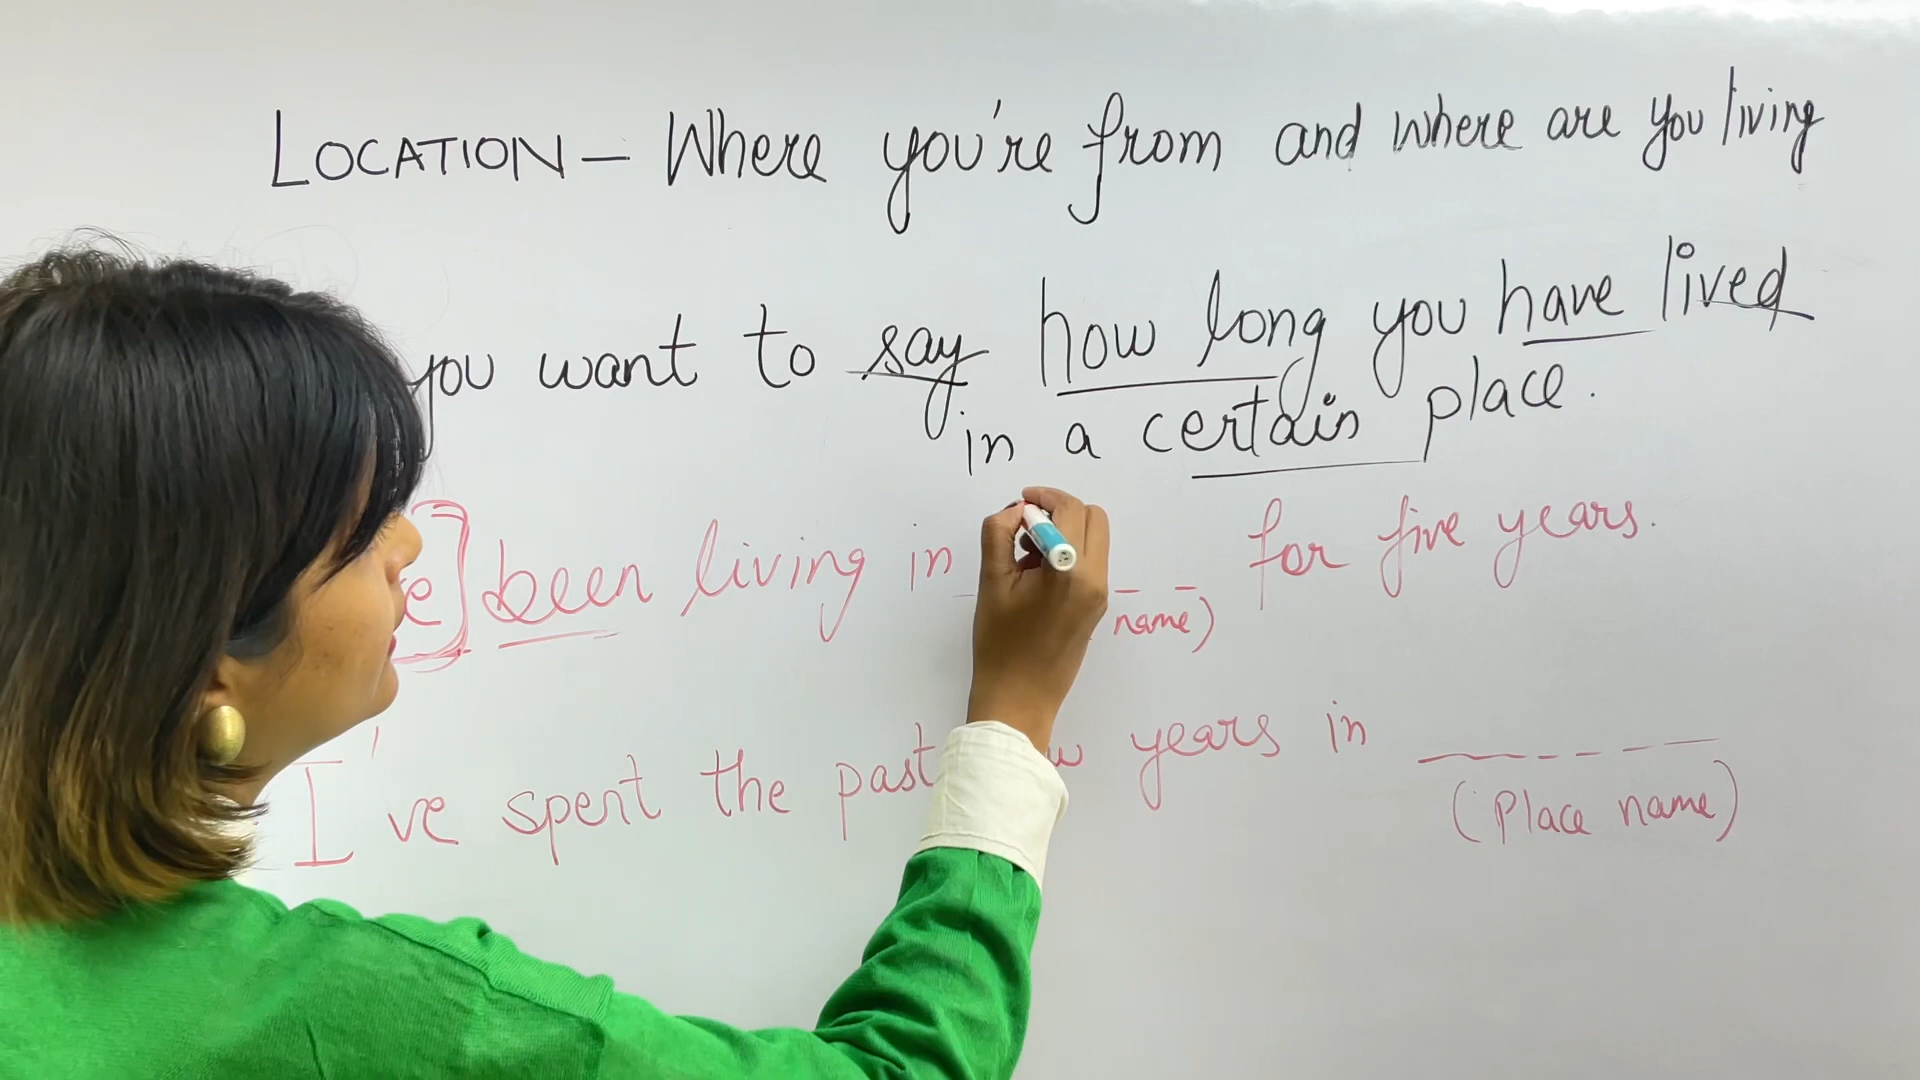 LOCATION - Where you're from and where are you living
you want to say how long you have lived
in a certain place.
been living in for five years.
name)
I've spent the past years in _ _ _ _ _
(Place name)